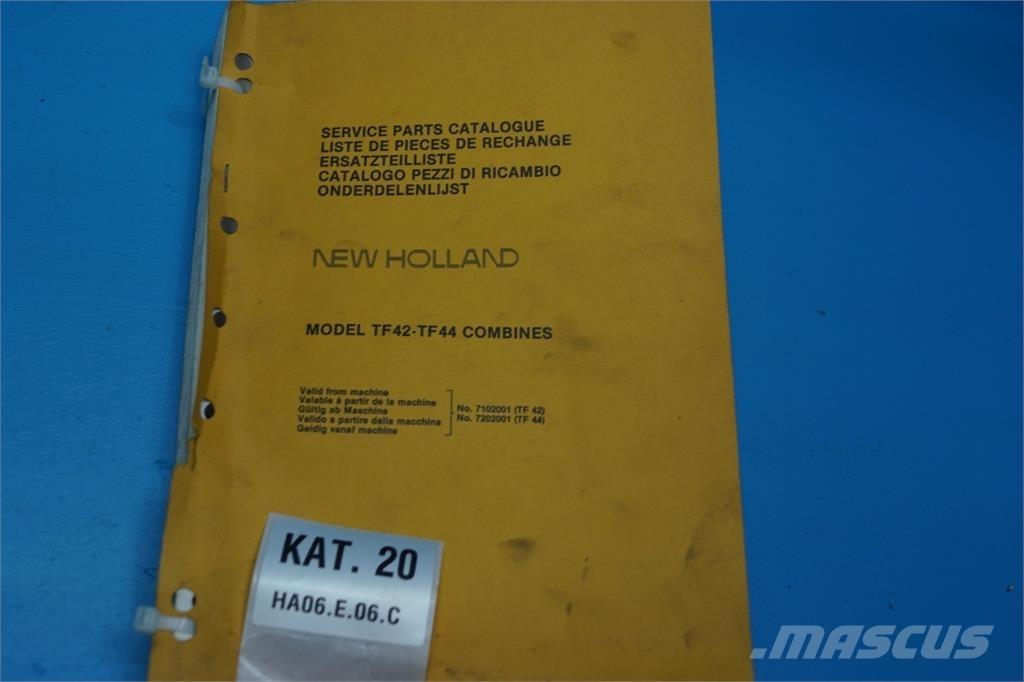 SERVICE PARTS CATALOGUE
LISTE DE PIECES DE RECHANGE
ERSATZTEILLISTE
CATALOGO PEZZI DI RICAMBIO
ONDERDELENLIJST
NEW HOLLAND
MODEL TF42-TF44 COMBINES
Valid from machine
Valable à partir de la machine
Gültig ab Maschine
Valido a partire dalla macchina
Geldig vanaf machine
No. 7102001 (TF 42)
No. 7202001 (TF 44)
KAT. 20
HA06.E.06.C
MASCUS